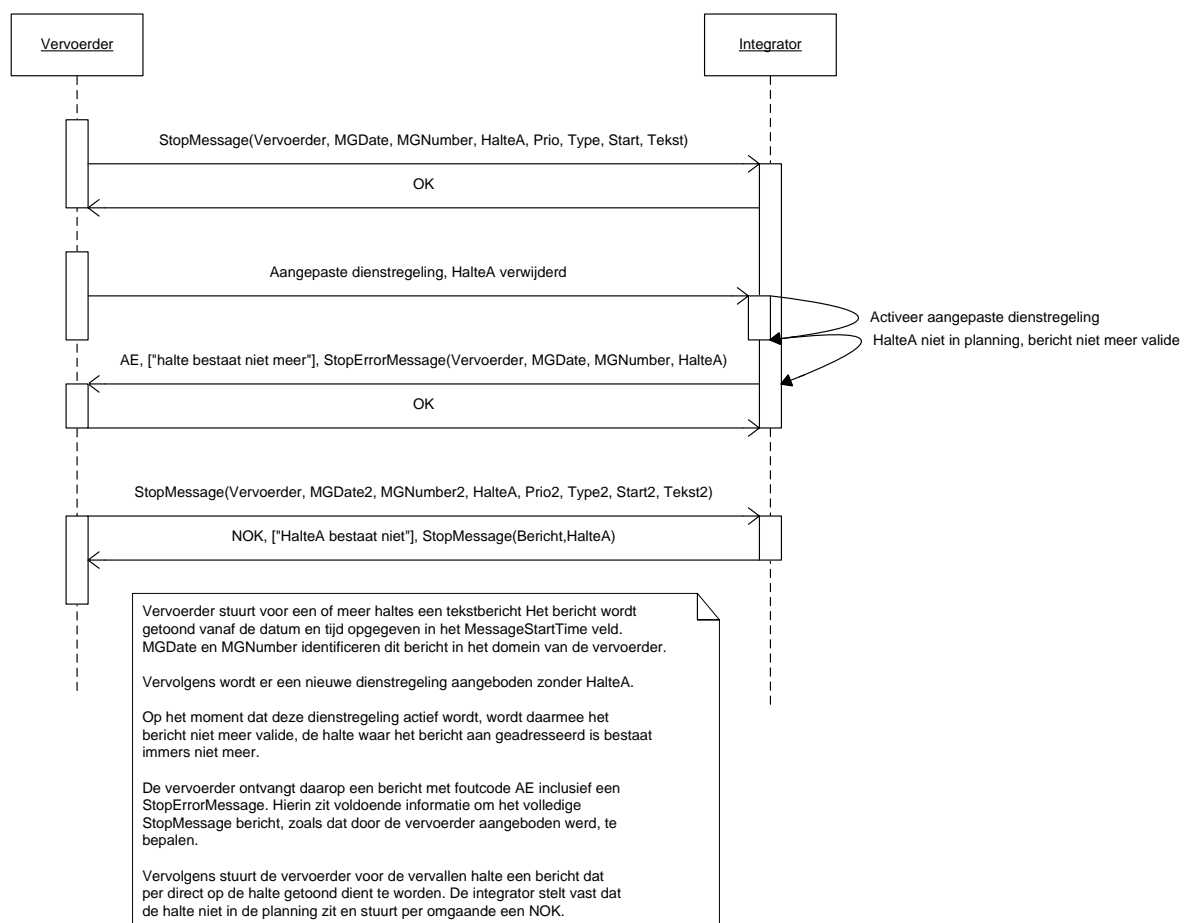 Vervoerder
Integrator
StopMessage(Vervoerder, MGDate, MGNumber, HalteA, Prio, Type, Start, Tekst)
OK
Aangepaste dienstregeling, HalteA verwijderd
Activeer aangepaste dienstregeling
HalteA niet in planning, bericht niet meer valide
AE, ["halte bestaat niet meer"], StopErrorMessage(Vervoerder, MGDate, MGNumber, HalteA)
OK
StopMessage(Vervoerder, MGDate2, MGNumber2, HalteA, Prio2, Type2, Start2, Tekst2)
NOK, ["HalteA bestaat niet"], StopMessage(Bericht,HalteA)
Vervoerder stuurt voor een of meer haltes een tekstbericht Het bericht wordt
getoond vanaf de datum en tijd opgegeven in het MessageStartTime veld.
MGDate en MGNumber identificeren dit bericht in het domein van de vervoerder.
Vervolgens wordt er een nieuwe dienstregeling aangeboden zonder HalteA.
Op het moment dat deze dienstregeling actief wordt, wordt daarmee het
bericht niet meer valide, de halte waar het bericht aan geadresseerd is bestaat
immers niet meer.
De vervoerder ontvangt daarop een bericht met foutcode AE inclusief een
StopErrorMessage. Hierin zit voldoende informatie om het volledige
StopMessage bericht, zoals dat door de vervoerder aangeboden werd, te
bepalen.
Vervolgens stuurt de vervoerder voor de vervallen halte een bericht dat
per direct op de halte getoond dient te worden. De integrator stelt vast dat
de halte niet in de planning zit en stuurt per omgaande een NOK.